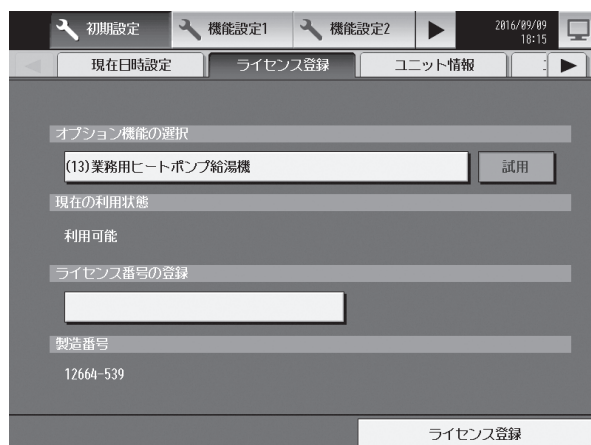 初期設定
機能設定1
機能設定2
2016/09/09
18:15
現在日時設定
ライセンス登録
ユニット情報
オプション機能の選択
(13)業務用ヒートポンプ給湯機
試用
現在の利用状態
利用可能
ライセンス番号の登録
製造番号
12664-539
ライセンス登録